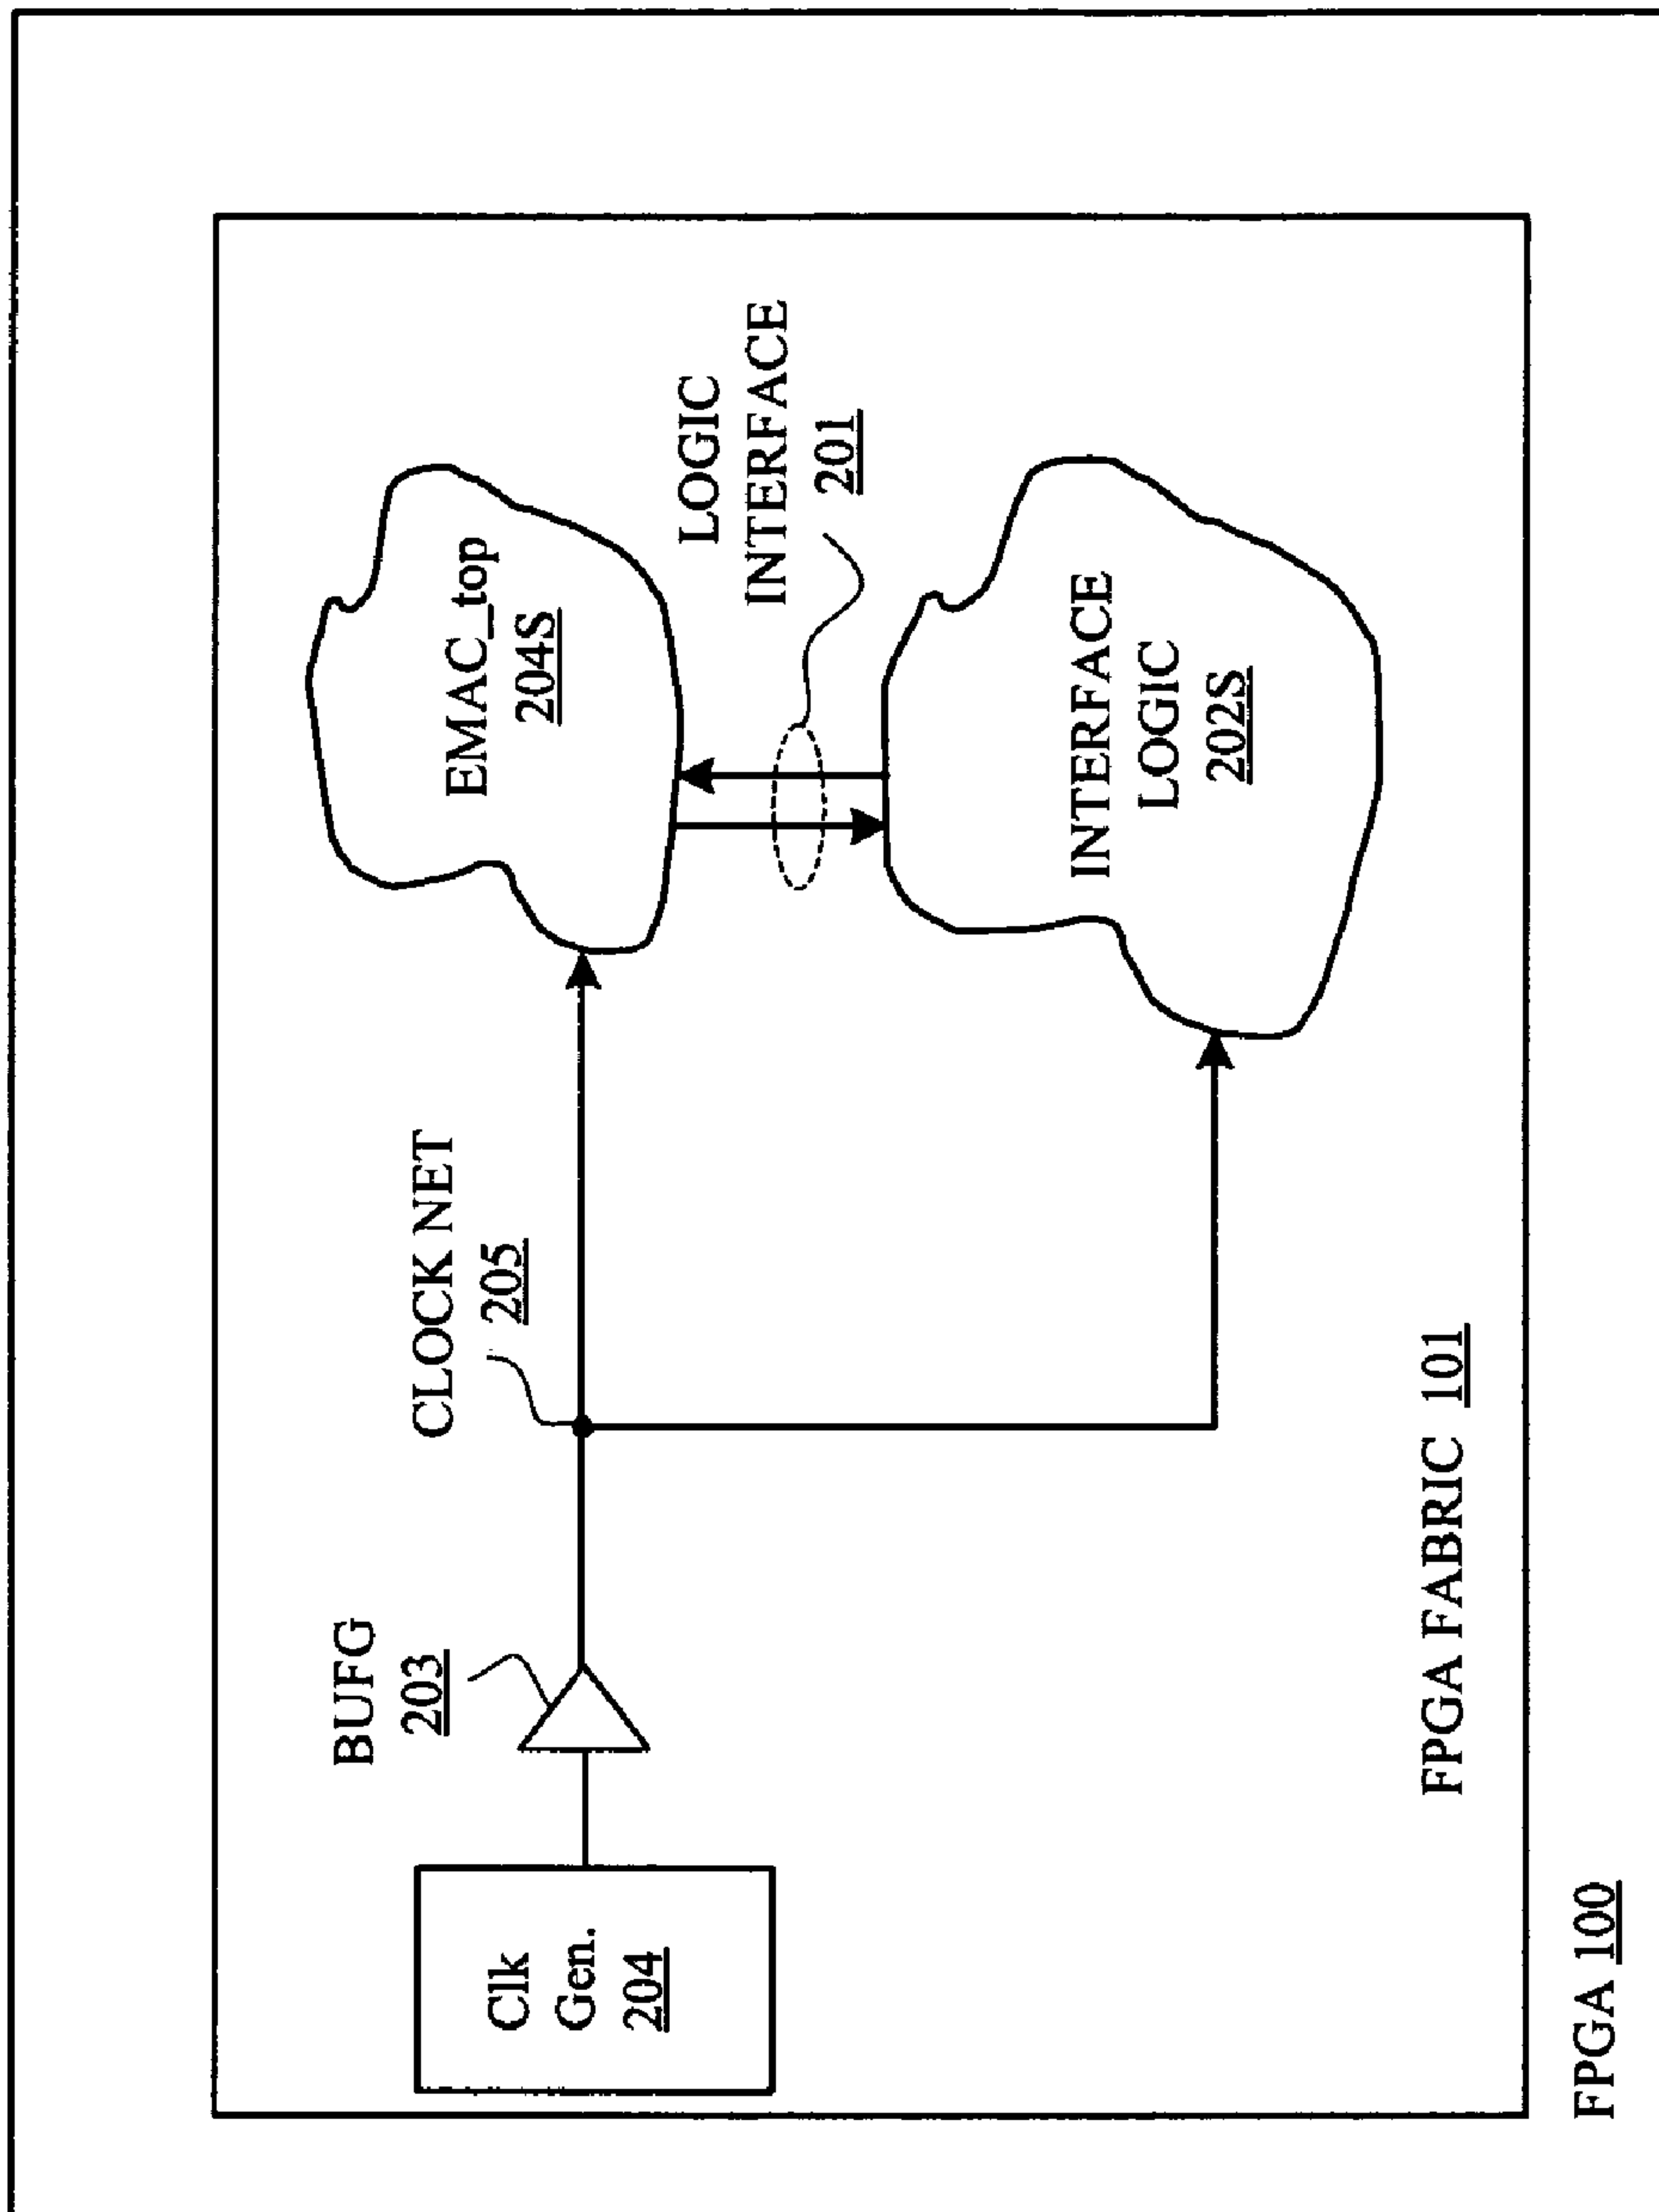 Clk
Gen.
204
BUFG
203
CLOCK NET
205
EMAC_top
204S
LOGIC
INTERFACE
201
INTERFACE
LOGIC
202S
FPGA FABRIC 101
FPGA 100